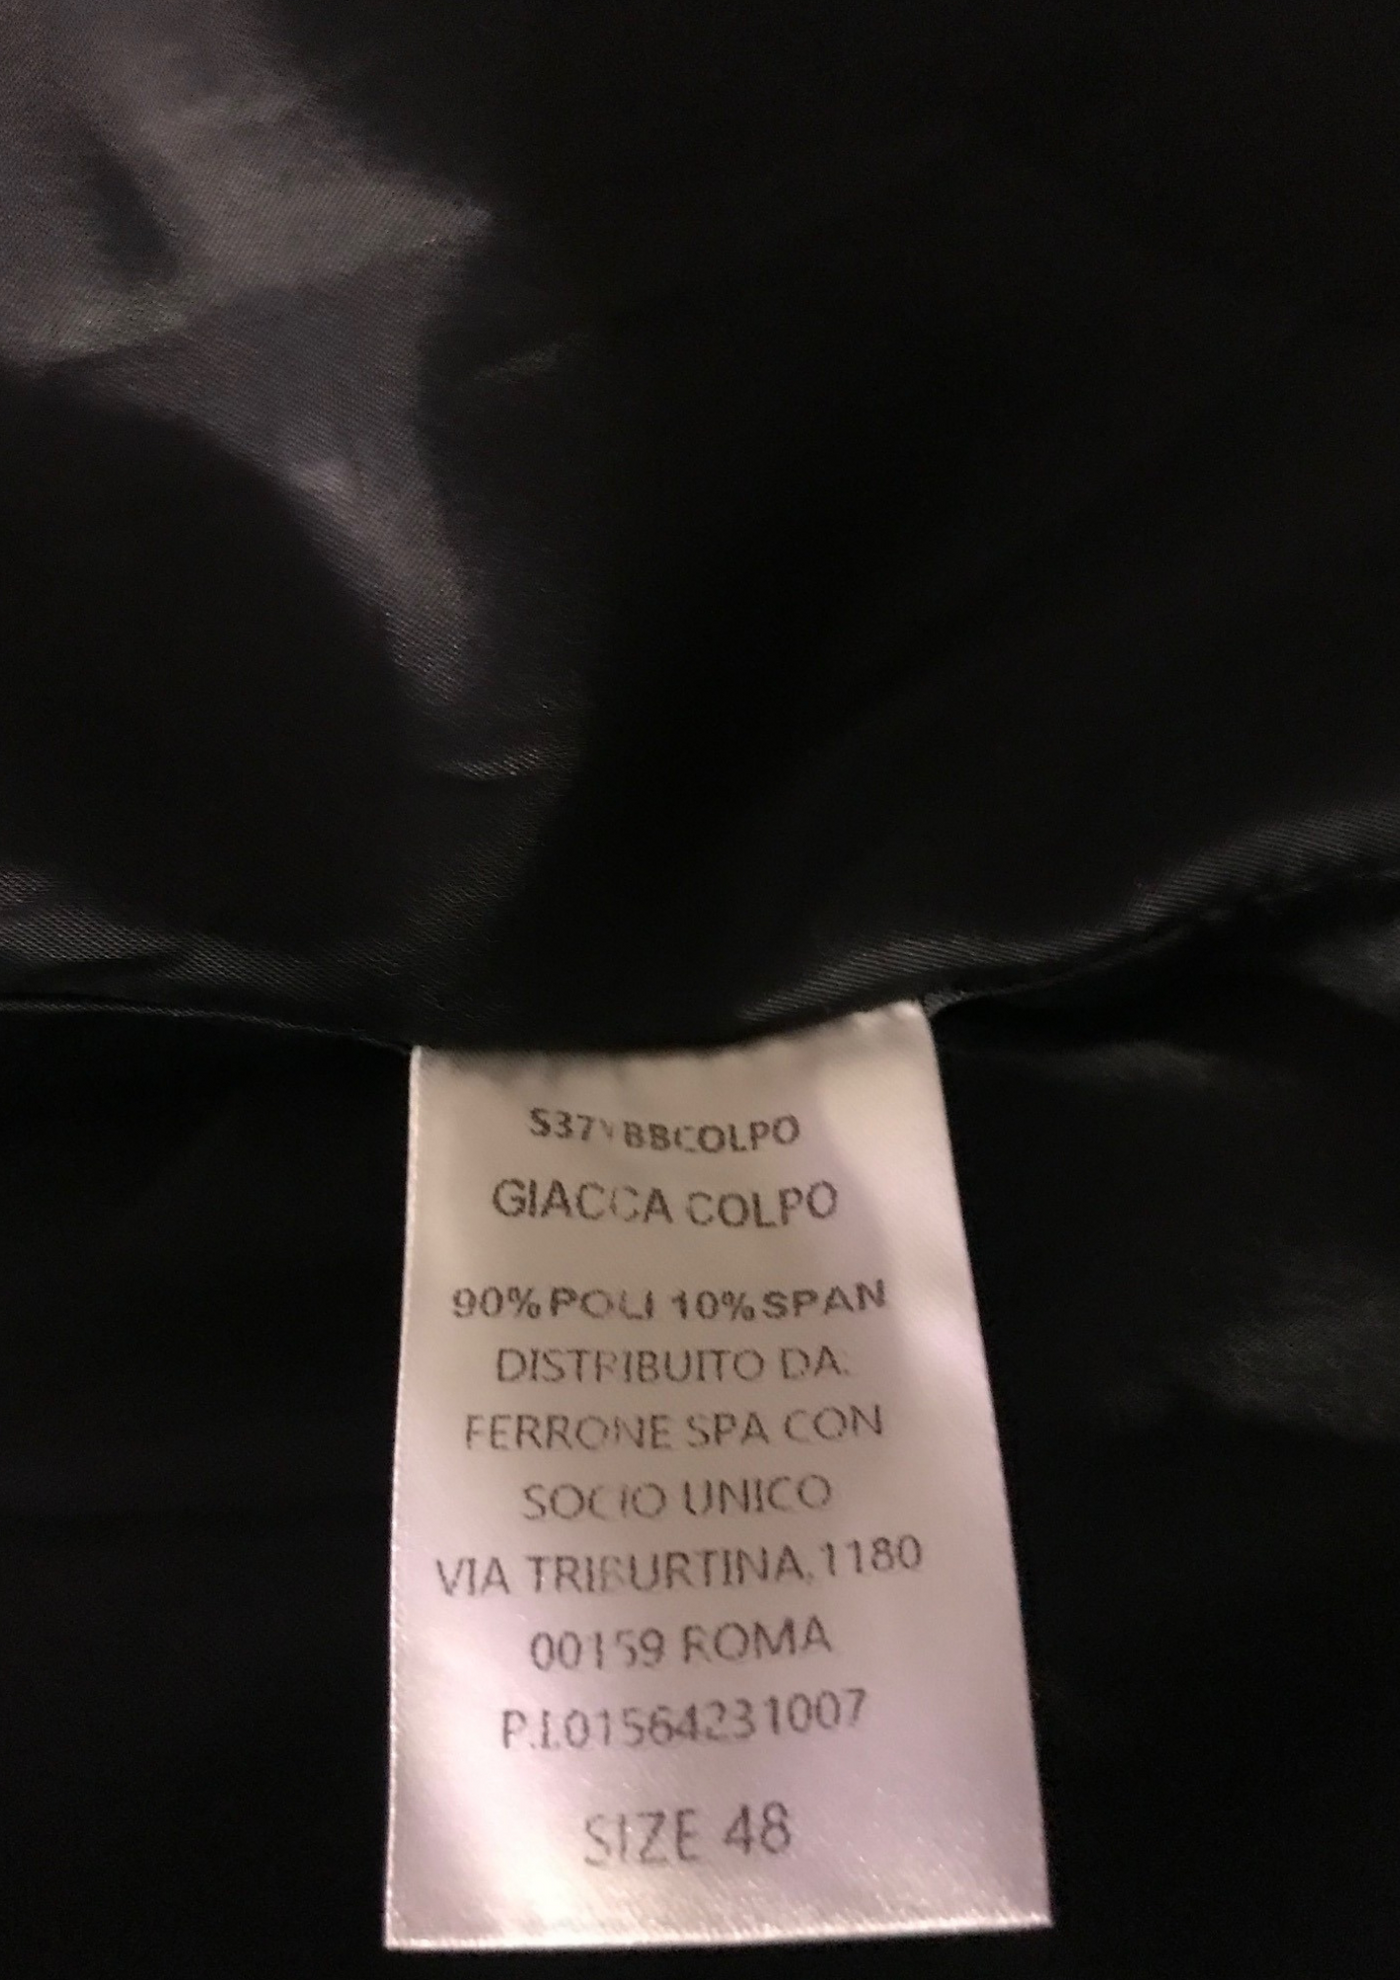 S37YBBCOLPO
GIACCA COLPO
90%POLI 10%SPAN
DISTRIBUITO DA:
FERRONE SPA CON
SOCIO UNICO
VIA TRIBURTINA,1180
00159 ROMA
P.I.01564231007
SIZE 48